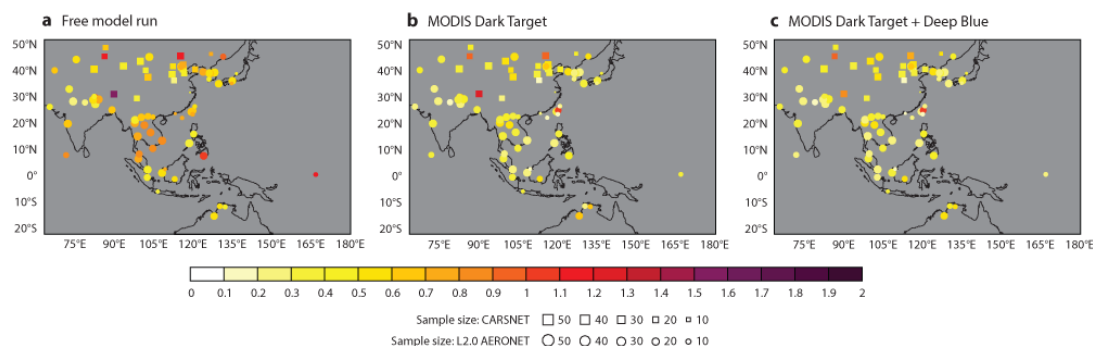 a Free model run
b MODIS Dark Target
c MODIS Dark Target + Deep Blue
50°N
40°N
30°N
20°N
10°N
0°
10°S
20°S
75°E 90°E 105°E 120°E 135°E 150°E 165°E 180°E
50°N
40°N
30°N
20°N
10°N
0°
10°S
20°S
75°E 90°E 105°E 120°E 135°E 150°E 165°E 180°E
50°N
40°N
30°N
20°N
10°N
0°
10°S
20°S
75°E 90°E 105°E 120°E 135°E 150°E 165°E 180°E
0 0.1 0.2 0.3 0.4 0.5 0.6 0.7 0.8 0.9 1 1.1 1.2 1.3 1.4 1.5 1.6 1.7 1.8 1.9 2
Sample size: CARSNET 50 40 30 20 10
Sample size: L2.0 AERONET 50 40 30 20 10